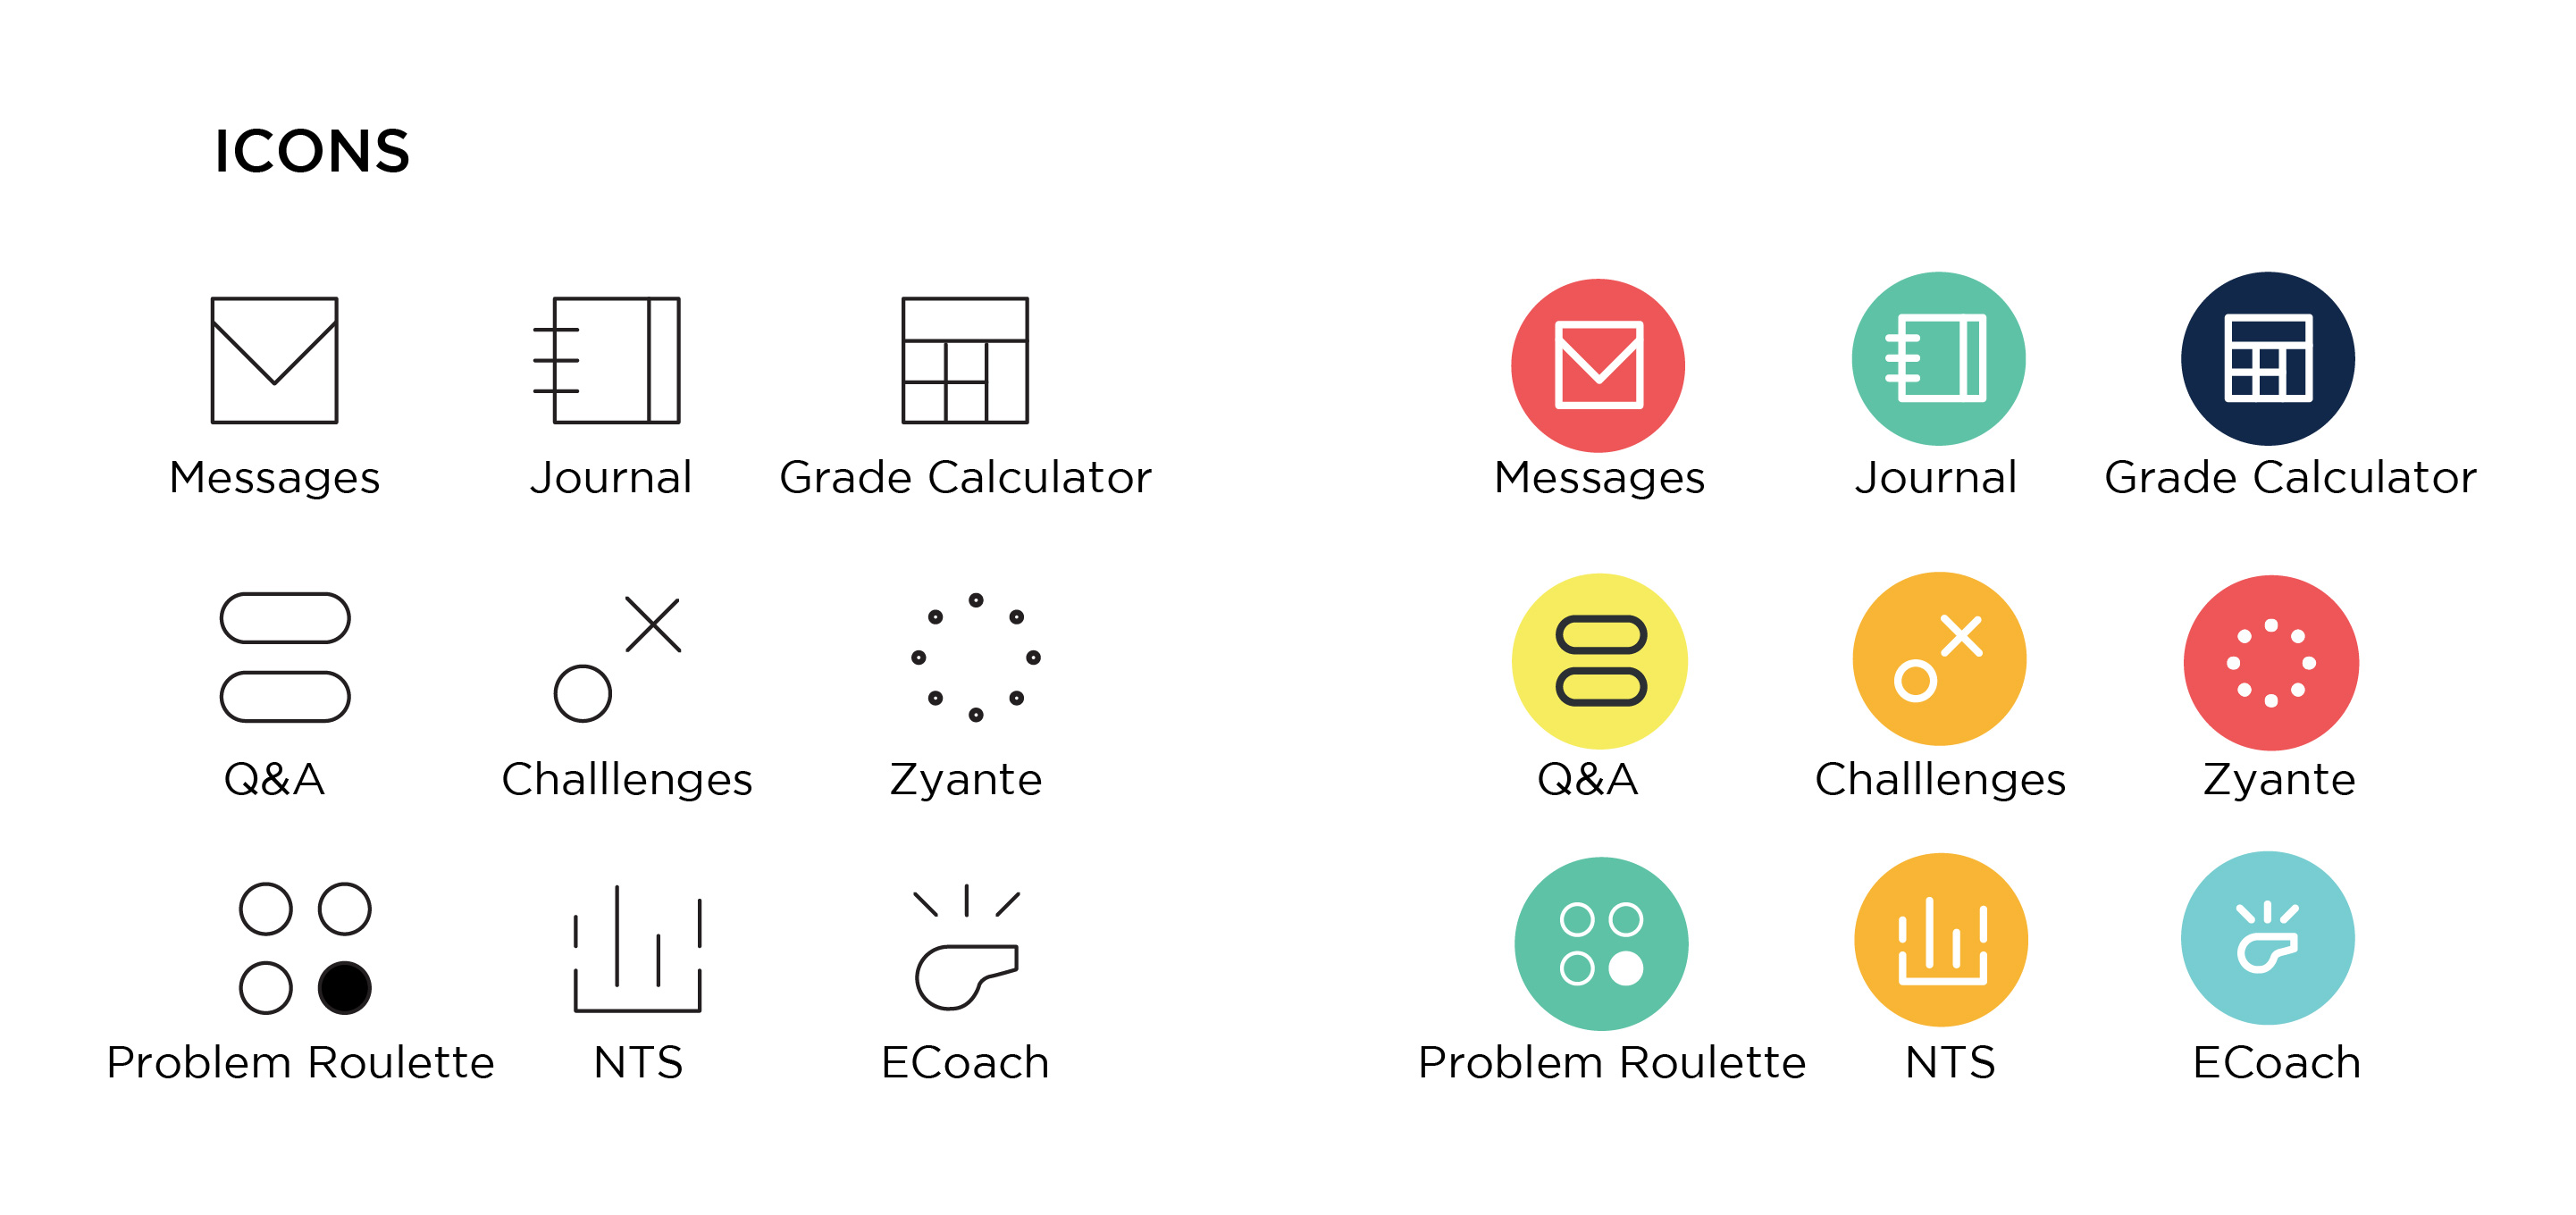 ICONS
Messages
Journal
Grade Calculator
Messages
Journal
Grade Calculator
Q&A
Challlenges
Zyante
Q&A
Challlenges
Zyante
Problem Roulette
NTS
ECoach
Problem Roulette
NTS
ECoach